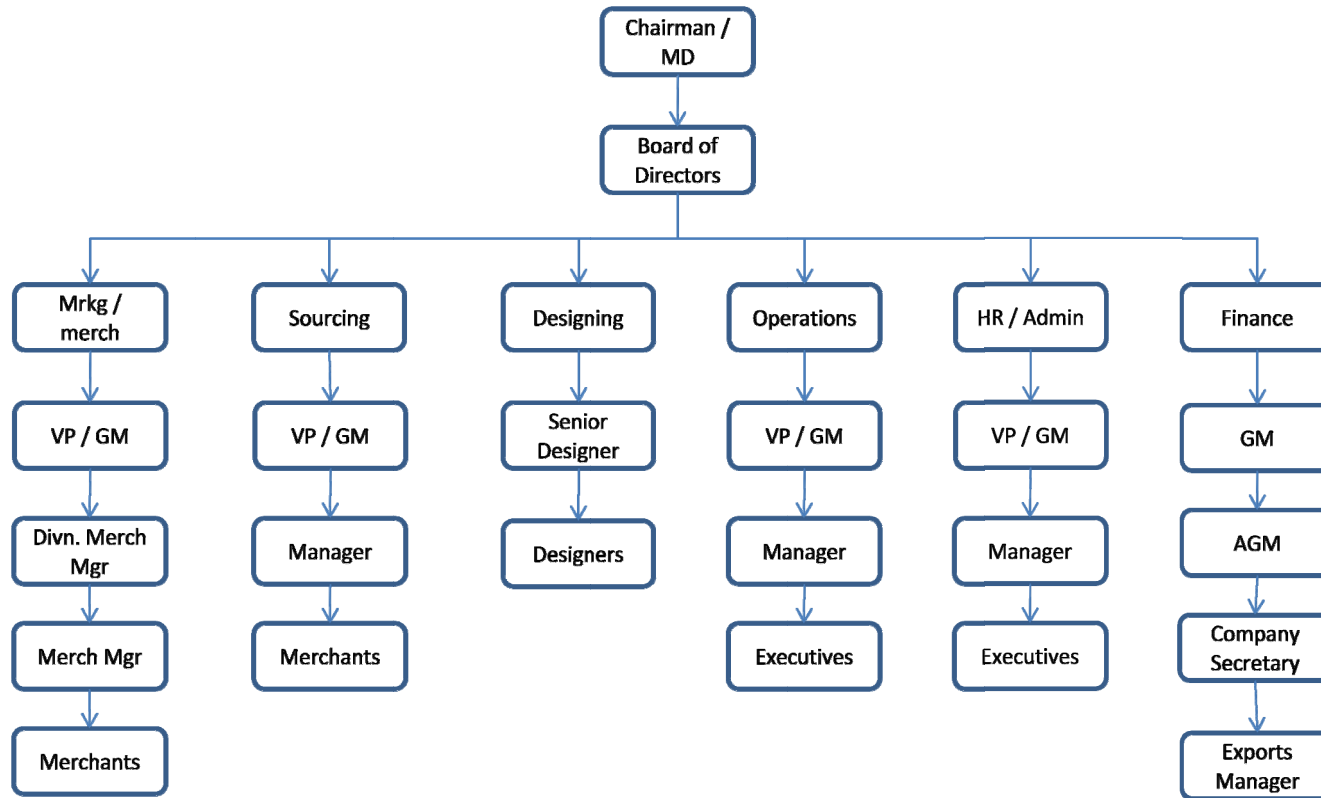 Chairman /
MD
Board of
Directors
Mrkg /
merch
Sourcing
Designing
Operations
HR / Admin
Finance
VP / GM
VP / GM
Senior
Designer
VP / GM
VP / GM
GM
Divn. Merch
Mgr
Manager
Designers
Manager
Manager
AGM
Merch Mgr
Merchants
Executives
Executives
Company
Secretary
Merchants
Exports
Manager